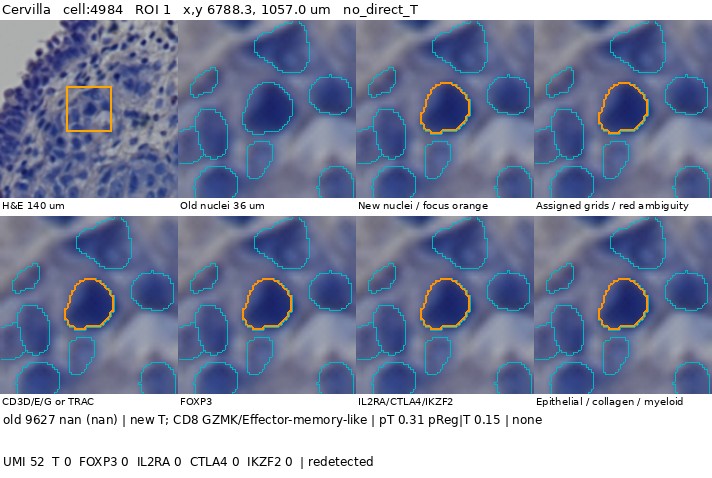 Cervilla   cell:4984   ROI 1   x,y 6788.3, 1057.0 um   no_direct_T
H&E 140 um
Old nuclei 36 um
New nuclei / focus orange
Assigned grids / red ambiguity
CD3D/E/G or TRAC
FOXP3
IL2RA/CTLA4/IKZF2
Epithelial / collagen / myeloid
old 9627 nan (nan) | new T; CD8 GZMK/Effector-memory-like | pT 0.31 pReg|T 0.15 | none
UMI 52  T 0  FOXP3 0  IL2RA 0  CTLA4 0  IKZF2 0  | redetected